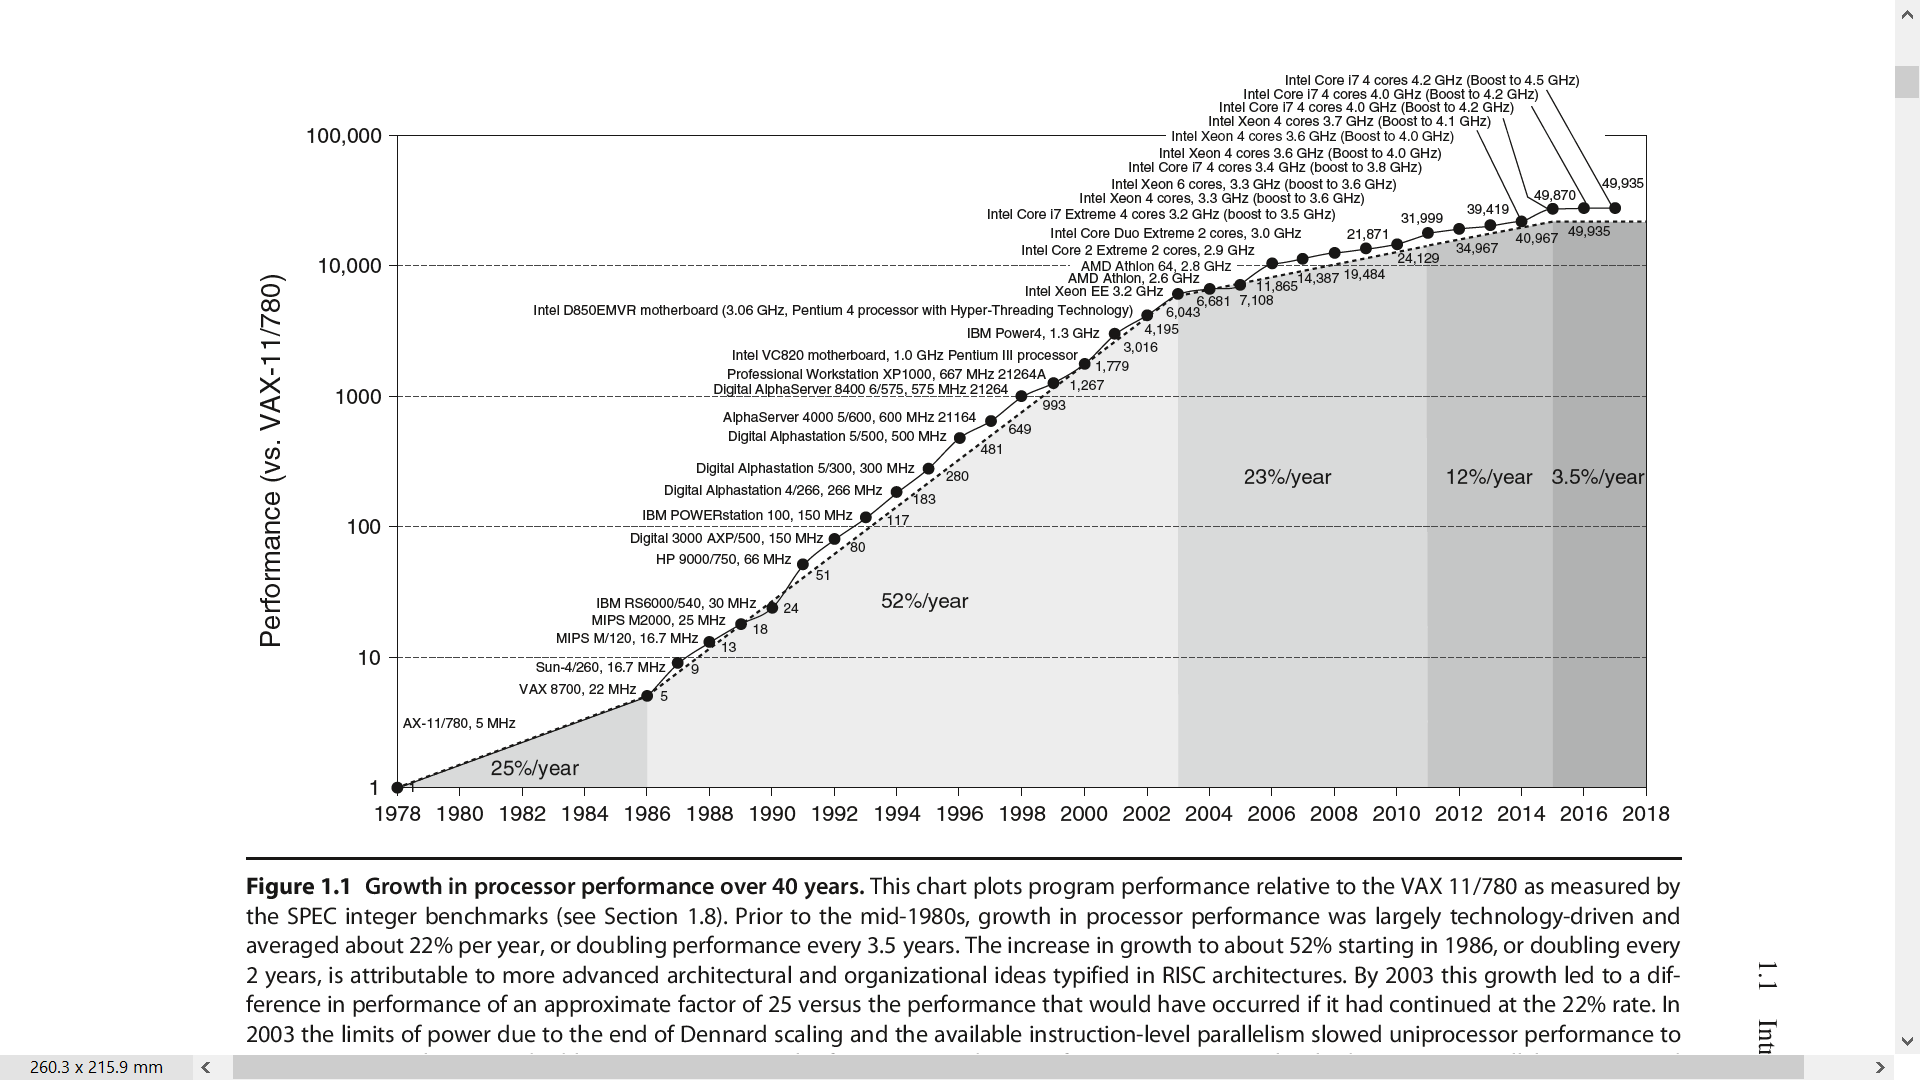 Intel Core i7 4 cores 4.2 GHz (Boost to 4.5 GHz)
Intel Core i7 4 cores 4.0 GHz (Boost to 4.2 GHz)
Intel Core i7 4 cores 4.0 GHz (Boost to 4.2 GHz)
Intel Xeon 4 cores 3.7 GHz (Boost to 4.1 GHz)
Intel Xeon 4 cores 3.6 GHz (Boost to 4.0 GHz)
Intel Xeon 4 cores 3.6 GHz (Boost to 4.0 GHz)
Intel Core i7 4 cores 3.4 GHz (boost to 3.8 GHz)
Intel Xeon 6 cores, 3.3 GHz (boost to 3.6 GHz)
Intel Xeon 4 cores, 3.3 GHz (boost to 3.6 GHz)
Intel Core i7 Extreme 4 cores 3.2 GHz (boost to 3.5 GHz)
Intel Core Duo Extreme 2 cores, 3.0 GHz
Intel Core 2 Extreme 2 cores, 2.9 GHz
AMD Athlon 64, 2.8 GHz
AMD Athlon, 2.6 GHz
Intel Xeon EE 3.2 GHz
Intel D850EMVR motherboard (3.06 GHz, Pentium 4 processor with Hyper-Threading Technology)
IBM Power4, 1.3 GHz
Intel VC820 motherboard, 1.0 GHz Pentium III processor
Professional Workstation XP1000, 667 MHz 21264A
Digital AlphaServer 8400 6/575, 575 MHz 21264
AlphaServer 4000 5/600, 600 MHz 21164
Digital Alphastation 5/500, 500 MHz
Digital Alphastation 5/300, 300 MHz
Digital Alphastation 4/266, 266 MHz
IBM POWERstation 100, 150 MHz
Digital 3000 AXP/500, 150 MHz
HP 9000/750, 66 MHz
IBM RS6000/540, 30 MHz
MIPS M2000, 25 MHz
MIPS M/120, 16.7 MHz
Sun-4/260, 16.7 MHz
VAX 8700, 22 MHz
AX-11/780, 5 MHz
49,935
49,870
39,419
31,999
21,871
49,935
40,967
34,967
24,129
19,484
14,387
11,865
7,108
6,681
6,043
4,195
3,016
1,779
1,267
993
649
481
280
183
117
80
51
24
18
13
9
5
1
25%/year
52%/year
23%/year
12%/year
3.5%/year
Performance (vs. VAX-11/780)
100,000
10,000
1000
100
10
1
1978 1980 1982 1984 1986 1988 1990 1992 1994 1996 1998 2000 2002 2004 2006 2008 2010 2012 2014 2016 2018
Figure 1.1 Growth in processor performance over 40 years. This chart plots program performance relative to the VAX 11/780 as measured by
the SPEC integer benchmarks (see Section 1.8). Prior to the mid-1980s, growth in processor performance was largely technology-driven and
averaged about 22% per year, or doubling performance every 3.5 years. The increase in growth to about 52% starting in 1986, or doubling every
2 years, is attributable to more advanced architectural and organizational ideas typified in RISC architectures. By 2003 this growth led to a dif-
ference in performance of an approximate factor of 25 versus the performance that would have occurred if it had continued at the 22% rate. In
2003 the limits of power due to the end of Dennard scaling and the available instruction-level parallelism slowed uniprocessor performance to
1.1 Intr
260.3 x 215.9 mm